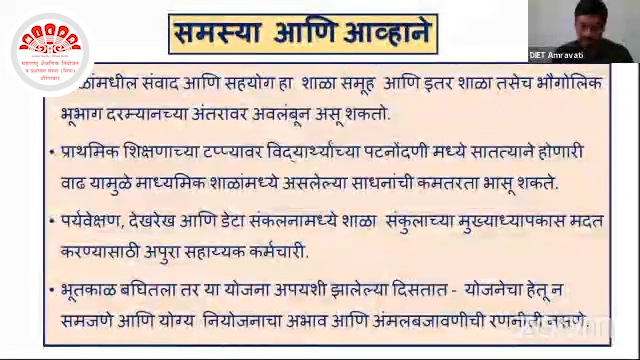 समस्या आणि आव्हाने
DIET Amravati
संवाद आणि सहयोग हा शाळा समूह आणि इतर शाळा तसेच भौगोलिक
भूभाग दरम्यानच्या अंतरावर अवलंबून असू शकतो.
• प्राथमिक शिक्षणाच्या टप्प्यावर विद्यार्थ्यांच्या पटनोंदणी मध्ये सातत्याने होणारी
वाढ यामुळे माध्यमिक शाळांमध्ये असलेल्या साधनांची कमतरता भासू शकते.
• पर्यवेक्षण, देखरेख आणि डेटा संकलनामध्ये शाळा संकुलाच्या मुख्याध्यापकास मदत
करण्यासाठी अपुरा सहाय्यक कर्मचारी.
• भूतकाळ बघितला तर या योजना अपयशी झालेल्या दिसतात - योजनेचा हेतू न
समजणे आणि योग्य नियोजनाचा अभाव आणि अंमलबजावणीची रणनीती नसणे.